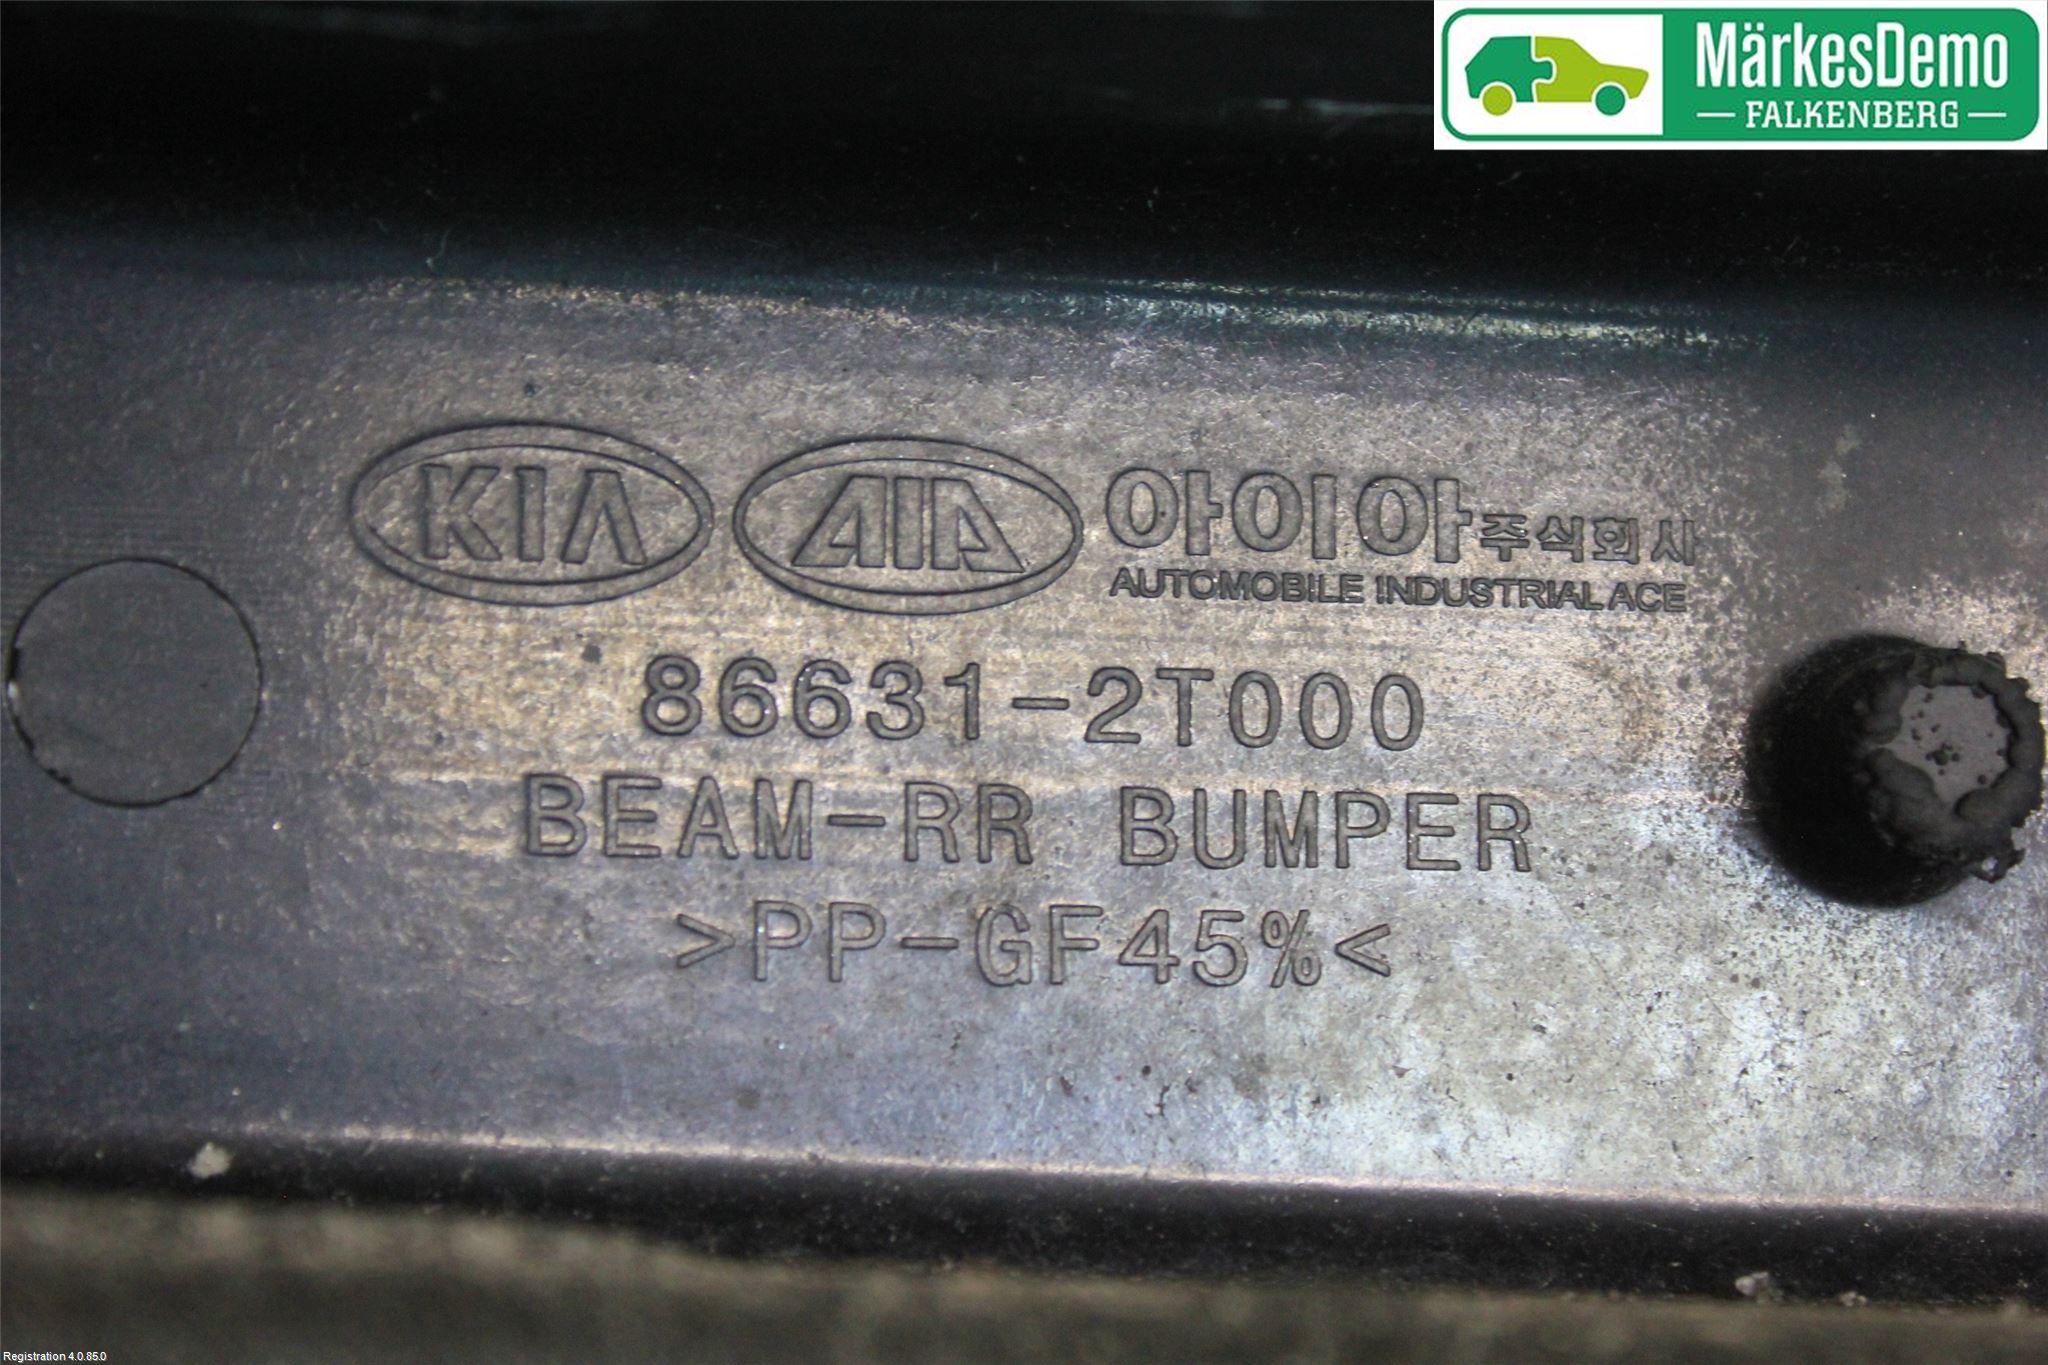 MärkesDemo
FALKENBERG
KIA AIA 아이아 주식회사
AUTOMOBILE INDUSTRIAL ACE
86631-2T000
BEAM-RR BUMPER
>PP-GF45%<
Registration 4.0.85.0